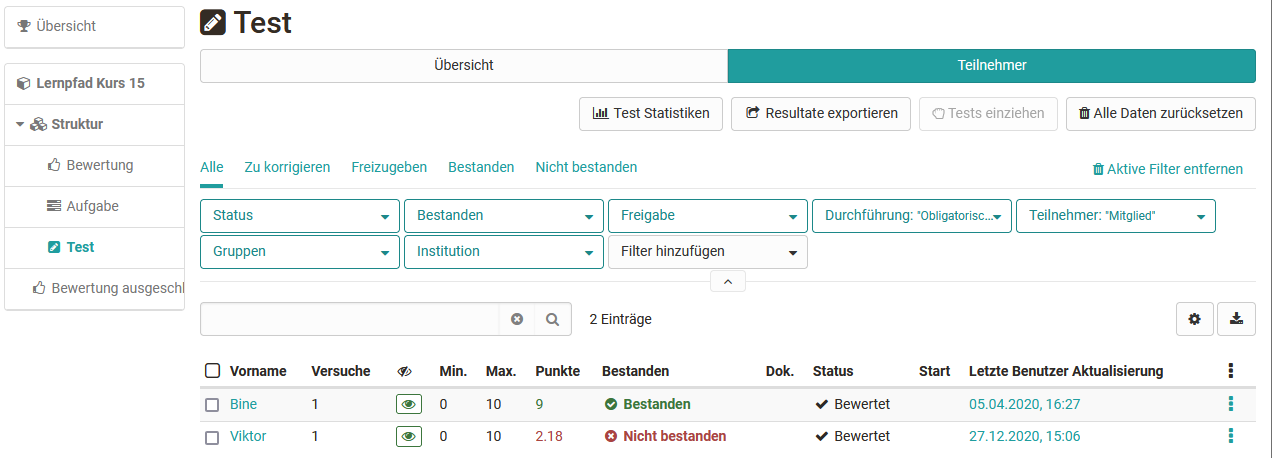 Übersicht
Lernpfad Kurs 15
Struktur
Bewertung
Aufgabe
Test
Bewertung ausgeschl
Test
Übersicht Teilnehmer
Test Statistiken Resultate exportieren Tests einziehen Alle Daten zurücksetzen
Alle Zu korrigieren Freizugeben Bestanden Nicht bestanden Aktive Filter entfernen
Status Bestanden Freigabe Durchführung: "Obligatorisc... Teilnehmer: "Mitglied"
Gruppen Institution Filter hinzufügen
2 Einträge
Vorname Versuche Min. Max. Punkte Bestanden Dok. Status Start Letzte Benutzer Aktualisierung
Bine 1 0 10 9 Bestanden Bewertet 05.04.2020, 16:27
Viktor 1 0 10 2.18 Nicht bestanden Bewertet 27.12.2020, 15:06